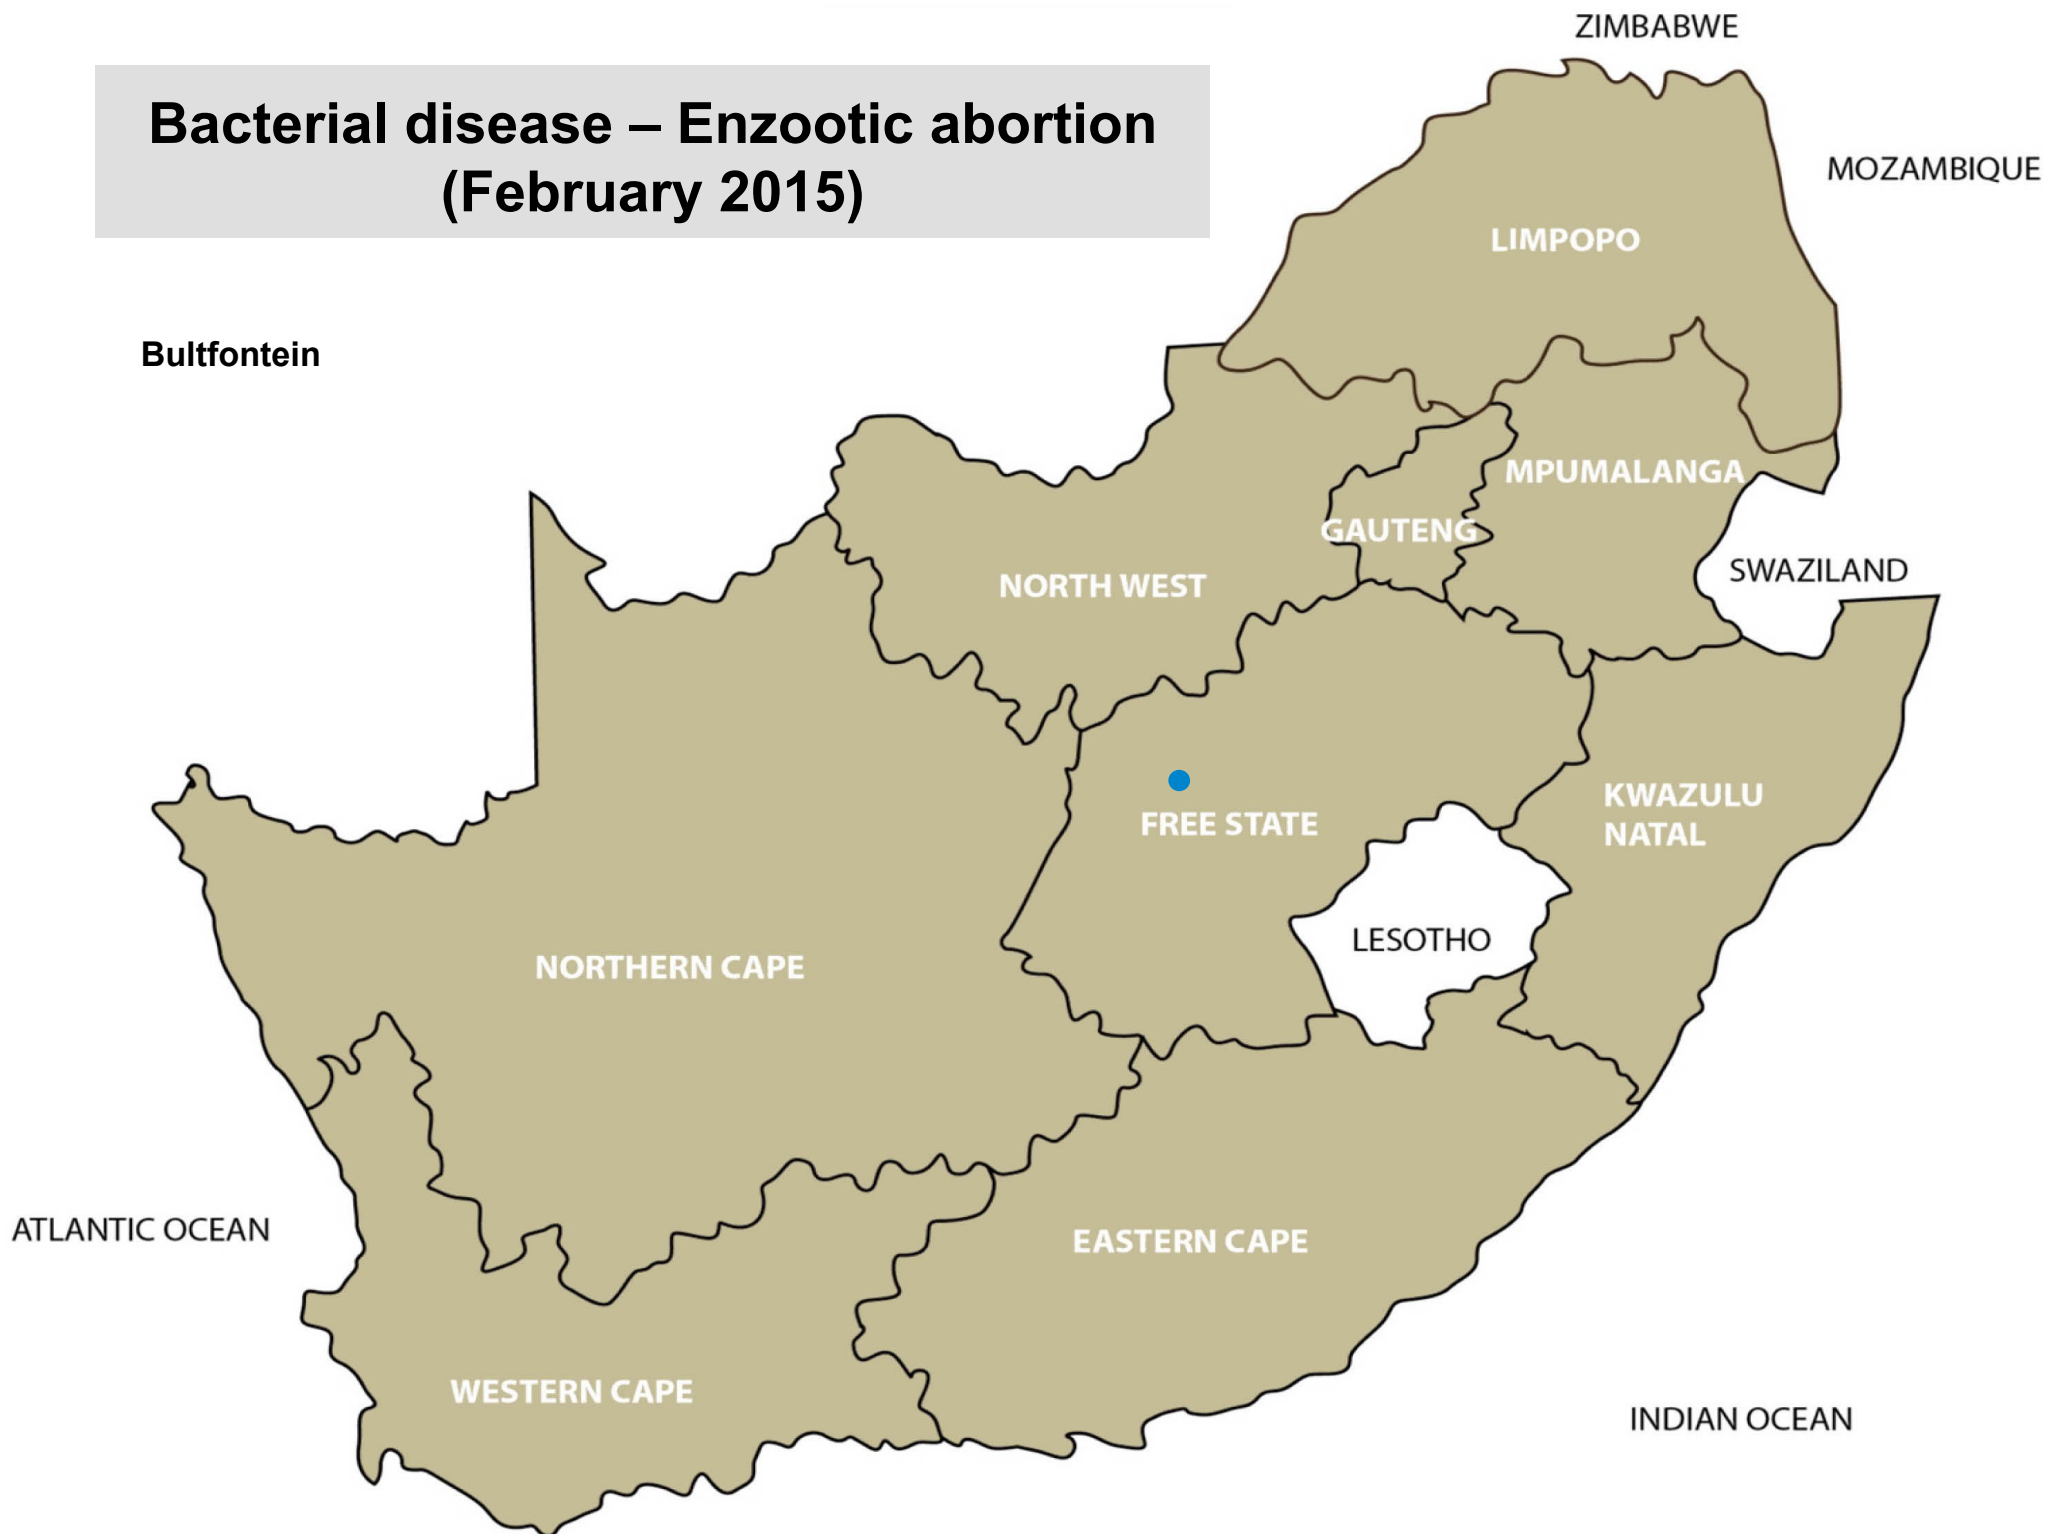 ZIMBABWE
Bacterial disease – Enzootic abortion
(February 2015)
MOZAMBIQUE
LIMPOPO
Bultfontein
MPUMALANGA
GAUTENG
SWAZILAND
NORTH WEST
KWAZULU
NATAL
FREE STATE
LESOTHO
NORTHERN CAPE
ATLANTIC OCEAN
EASTERN CAPE
WESTERN CAPE
INDIAN OCEAN